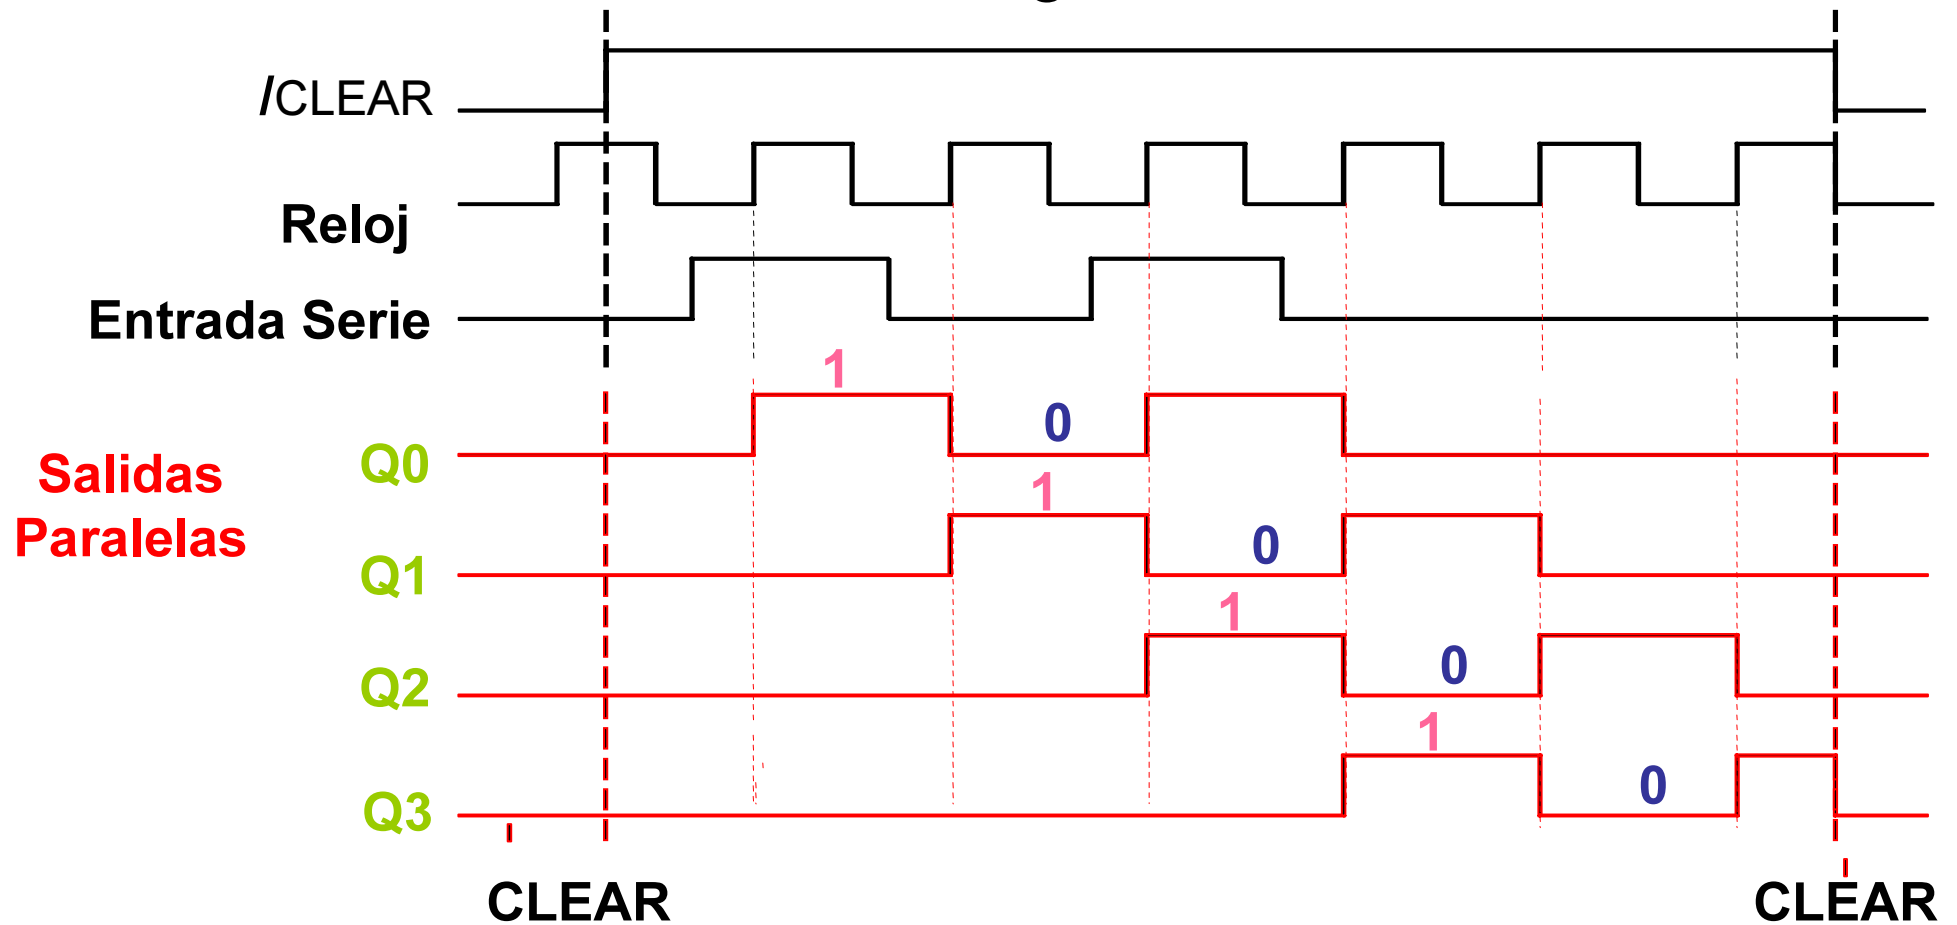 /CLEAR
Reloj
Entrada Serie
1
0
Q0
Salidas
Paralelas
1
0
Q1
1
0
Q2
1
0
Q3
CLEAR
CLEAR